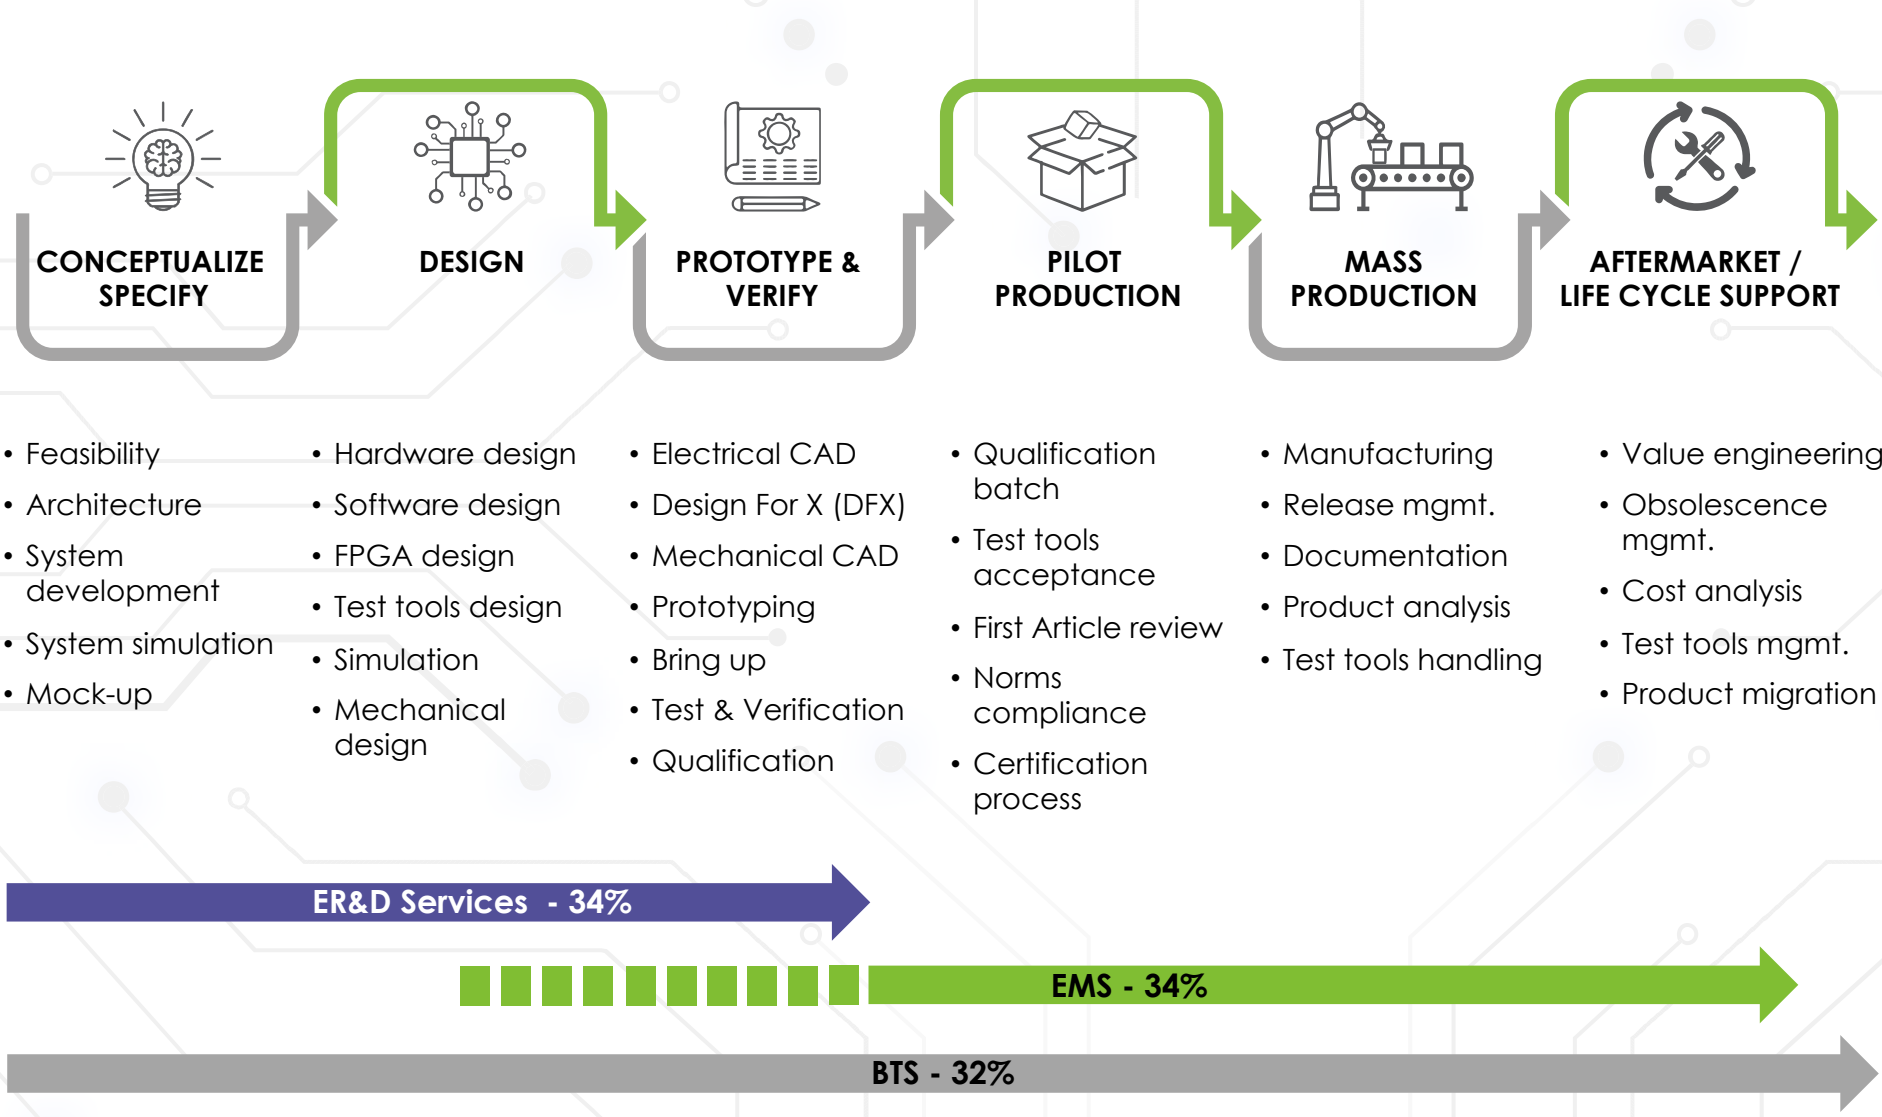 CONCEPTUALIZE
SPECIFY
DESIGN
PROTOTYPE &
VERIFY
PILOT
PRODUCTION
MASS
PRODUCTION
AFTERMARKET /
LIFE CYCLE SUPPORT
• Feasibility
• Architecture
• System
development
• System simulation
• Mock-up
• Hardware design
• Software design
• FPGA design
• Test tools design
• Simulation
• Mechanical
design
• Electrical CAD
• Design For X (DFX)
• Mechanical CAD
• Prototyping
• Bring up
• Test & Verification
• Qualification
• Qualification
batch
• Test tools
acceptance
• First Article review
• Norms
compliance
• Certification
process
• Manufacturing
• Release mgmt.
• Documentation
• Product analysis
• Test tools handling
• Value engineering
• Obsolescence
mgmt.
• Cost analysis
• Test tools mgmt.
• Product migration
ER&D Services - 34%
EMS - 34%
BTS - 32%